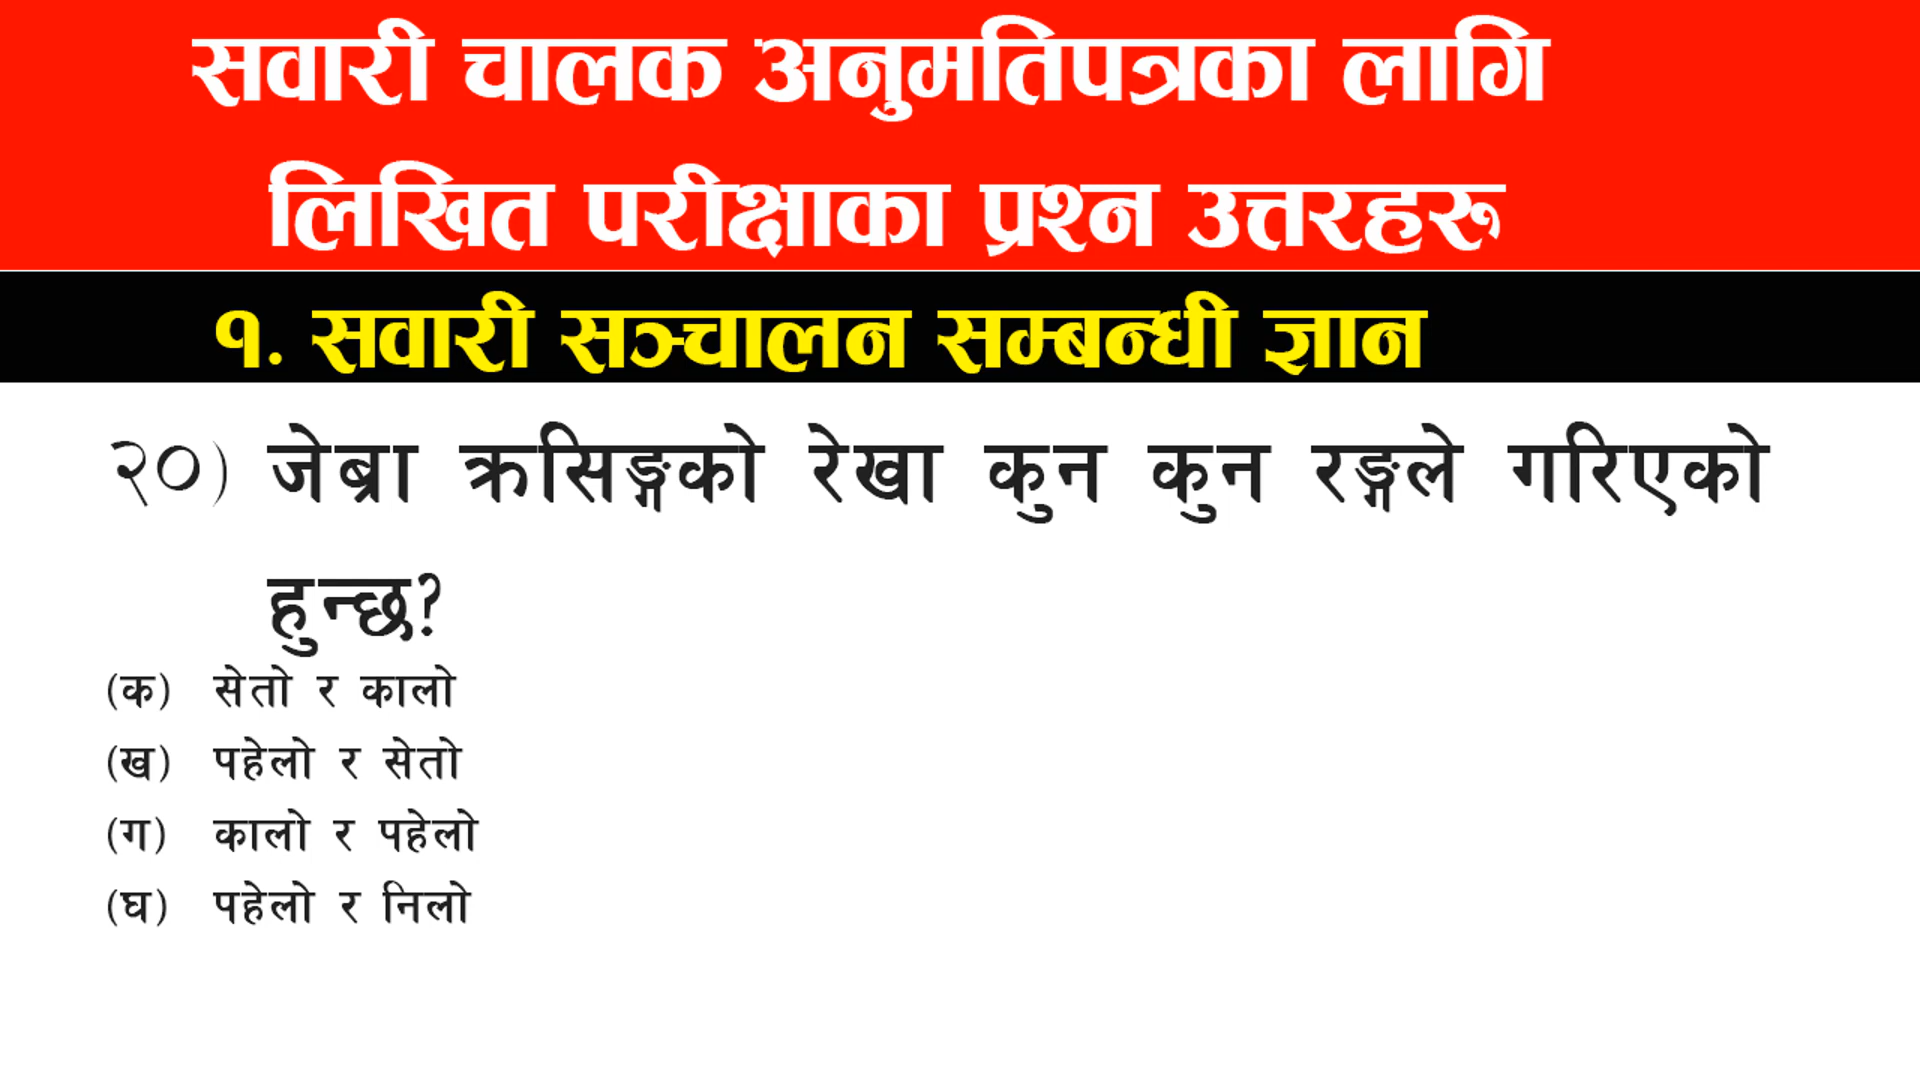 सवारी चालक अनुमतिपत्रका लागि
लिखित परीक्षाका प्रश्न उत्तरहरु
१. सवारी सञ्चालन सम्बन्धी ज्ञान
२०) जेब्रा क्रसिङ्गको रेखा कुन कुन रङ्गले गरिएको
हुन्छ?
(क) सेतो र कालो
(ख) पहेलो र सेतो
(ग) कालो र पहेलो
(घ) पहेलो र निलो